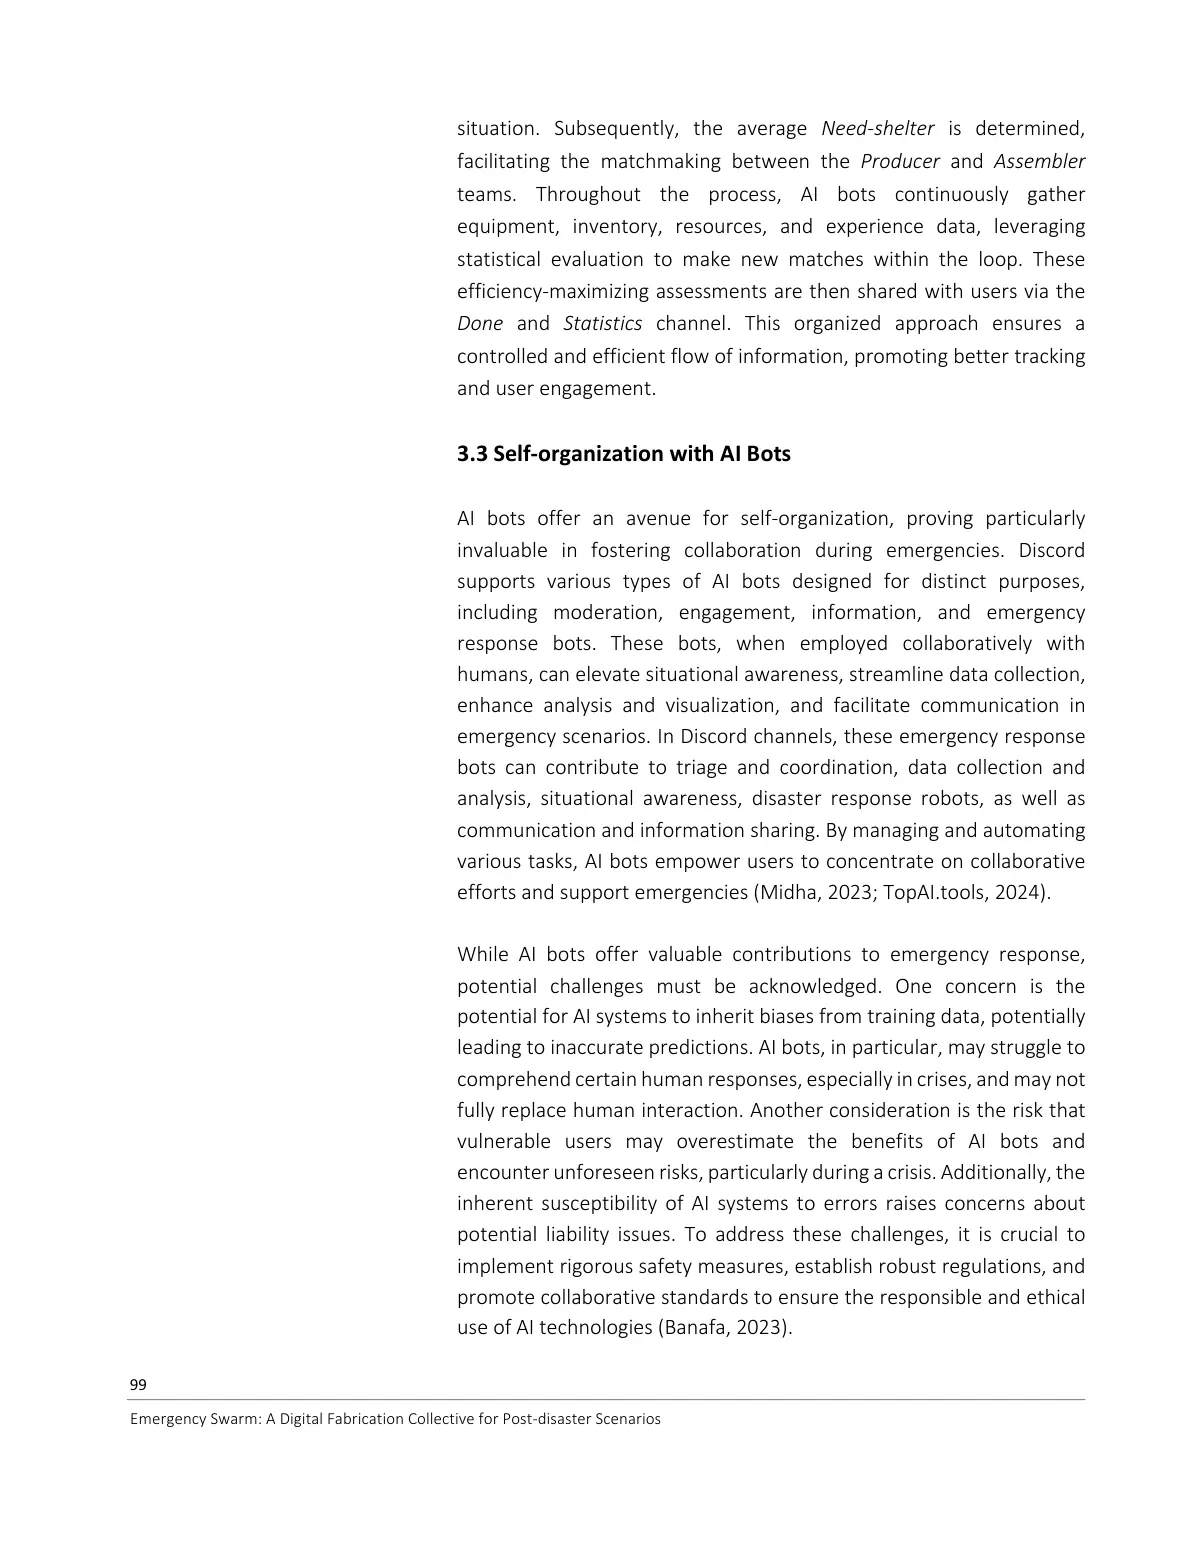 situation. Subsequently, the average Need-shelter is determined,
facilitating the matchmaking between the Producer and Assembler
teams. Throughout the process, AI bots continuously gather
equipment, inventory, resources, and experience data, leveraging
statistical evaluation to make new matches within the loop. These
efficiency-maximizing assessments are then shared with users via the
Done and Statistics channel. This organized approach ensures a
controlled and efficient flow of information, promoting better tracking
and user engagement.
3.3 Self-organization with AI Bots
AI bots offer an avenue for self-organization, proving particularly
invaluable in fostering collaboration during emergencies. Discord
supports various types of AI bots designed for distinct purposes,
including moderation, engagement, information, and emergency
response bots. These bots, when employed collaboratively with
humans, can elevate situational awareness, streamline data collection,
enhance analysis and visualization, and facilitate communication in
emergency scenarios. In Discord channels, these emergency response
bots can contribute to triage and coordination, data collection and
analysis, situational awareness, disaster response robots, as well as
communication and information sharing. By managing and automating
various tasks, AI bots empower users to concentrate on collaborative
efforts and support emergencies (Midha, 2023; TopAI.tools, 2024).
While AI bots offer valuable contributions to emergency response,
potential challenges must be acknowledged. One concern is the
potential for AI systems to inherit biases from training data, potentially
leading to inaccurate predictions. AI bots, in particular, may struggle to
comprehend certain human responses, especially in crises, and may not
fully replace human interaction. Another consideration is the risk that
vulnerable users may overestimate the benefits of AI bots and
encounter unforeseen risks, particularly during a crisis. Additionally, the
inherent susceptibility of AI systems to errors raises concerns about
potential liability issues. To address these challenges, it is crucial to
implement rigorous safety measures, establish robust regulations, and
promote collaborative standards to ensure the responsible and ethical
use of AI technologies (Banafa, 2023).
99
Emergency Swarm: A Digital Fabrication Collective for Post-disaster Scenarios